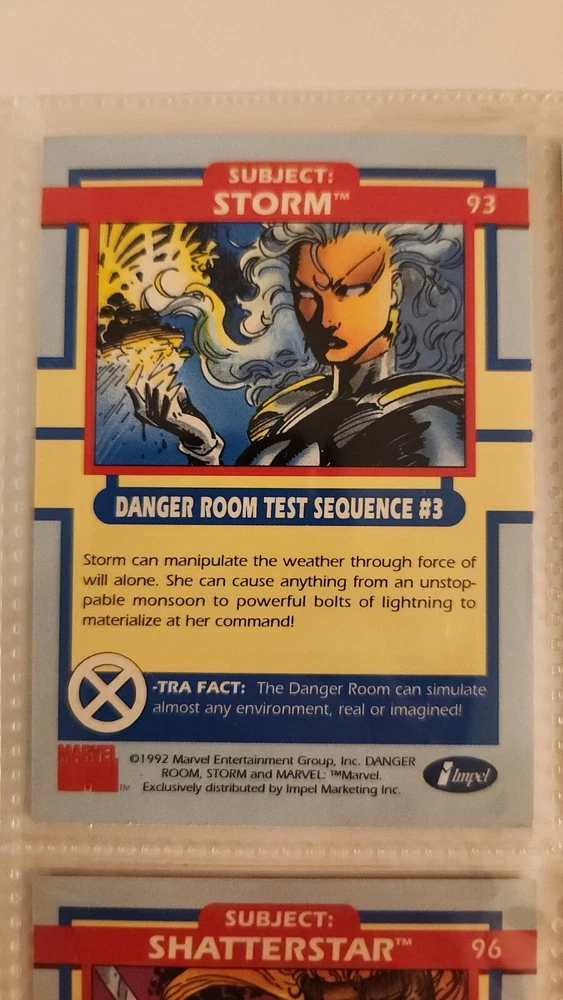 SUBJECT:
STORM™ 93
DANGER ROOM TEST SEQUENCE #3
Storm can manipulate the weather through force of
will alone. She can cause anything from an unstop-
pable monsoon to powerful bolts of lightning to
materialize at her command!
X-TRA FACT: The Danger Room can simulate
almost any environment, real or imagined!
MARVEL
M ™
©1992 Marvel Entertainment Group, Inc. DANGER
ROOM, STORM and MARVEL: ™Marvel.
Exclusively distributed by Impel Marketing Inc.
Impel
SUBJECT:
SHATTERSTAR™ 96